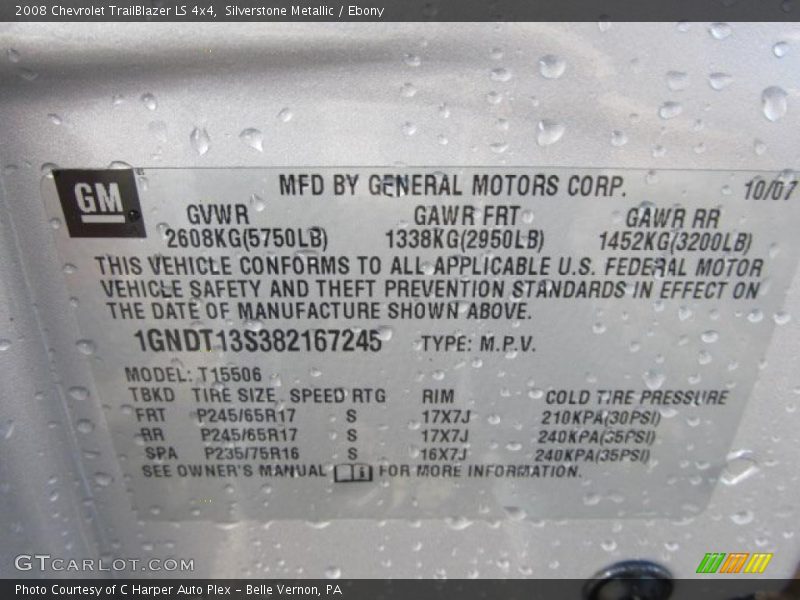 2008 Chevrolet TrailBlazer LS 4x4, Silverstone Metallic / Ebony
GM
MFD BY GENERAL MOTORS CORP. 10/07
GVWR GAWR FRT GAWR RR
2608KG(5750LB) 1338KG(2950LB) 1452KG(3200LB)
THIS VEHICLE CONFORMS TO ALL APPLICABLE U.S. FEDERAL MOTOR
VEHICLE SAFETY AND THEFT PREVENTION STANDARDS IN EFFECT ON
THE DATE OF MANUFACTURE SHOWN ABOVE.
1GNDT13S382167245 TYPE: M.P.V.
MODEL: T15506
TBKD TIRE SIZE SPEED RTG RIM COLD TIRE PRESSURE
FRT P245/65R17 S 17X7J 210KPA(30PSI)
RR P245/65R17 S 17X7J 240KPA(35PSI)
SPA P235/75R16 S 16X7J 240KPA(35PSI)
SEE OWNER'S MANUAL i FOR MORE INFORMATION.
GTCARLOT.COM
Photo Courtesy of C Harper Auto Plex – Belle Vernon, PA